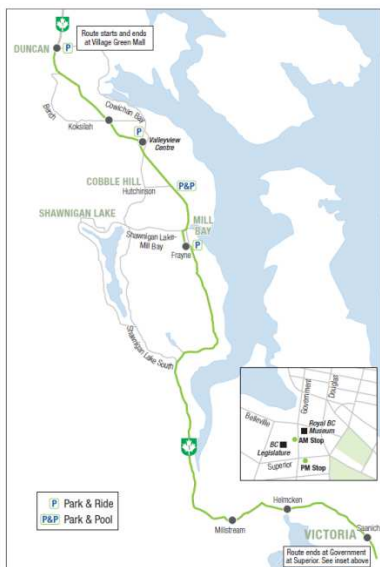 Route starts and ends
at Village Green Mall
DUNCAN
P
Bench
Cowichan Bay
Koksilah
P
Valleyview
Centre
COBBLE HILL
Hutchinson
P&P
SHAWNIGAN LAKE
MILL
BAY
Shawnigan Lake-
Mill Bay
P
Frayne
Shawnigan Lake South
Government
Douglas
Belleville
Royal BC
Museum
AM Stop
BC
Legislature
Superior
PM Stop
P Park & Ride
P&P Park & Pool
Helmcken
Millstream
VICTORIA
Saanich
Route ends at Government
at Superior. See inset above